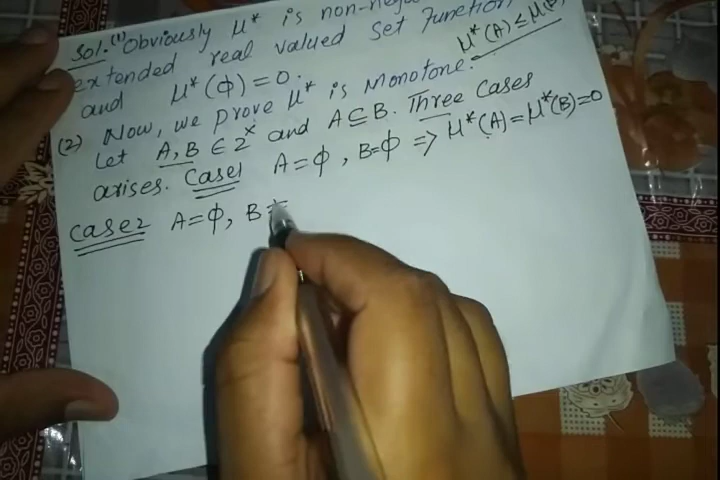 Sol. (1) Obviously μ* is non-nega
extended real valued set function
and μ*(ϕ)=0. μ*(A)≤μ*(B)
(2) Now, we prove μ* is Monotone.
Let A,B ∈ 2^X and A⊆B. Three Cases
arises. Case1 A=ϕ, B=ϕ ⇒ μ*(A)=μ*(B)=0
Case2 A=ϕ, B